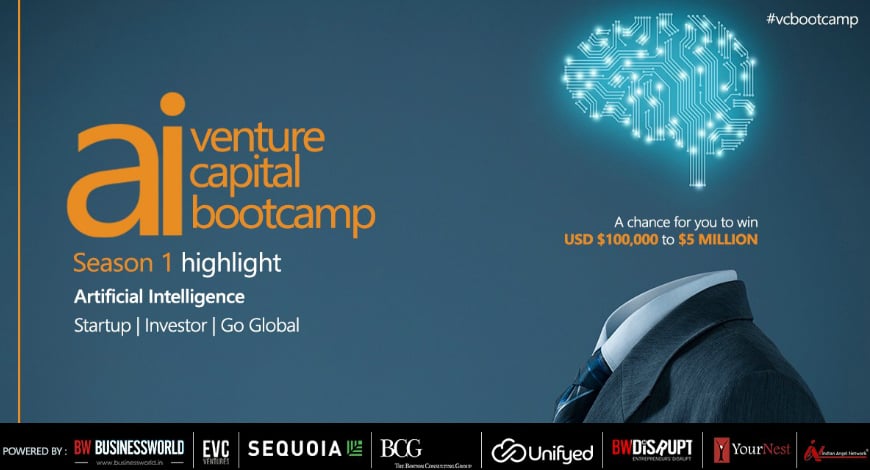 #vcbootcamp
ai venture
capital
bootcamp
Season 1 highlight
Artificial Intelligence
Startup | Investor | Go Global
A chance for you to win
USD $100,000 to $5 MILLION
POWERED BY :
BW BUSINESSWORLD
www.businessworld.in
EVC
VENTURES
SEQUOIA
BCG
THE BOSTON CONSULTING GROUP
Unifyed
BW DiSRUPT
ENTREPRENEURS DISRUPT
YourNest
Indian Angel Network